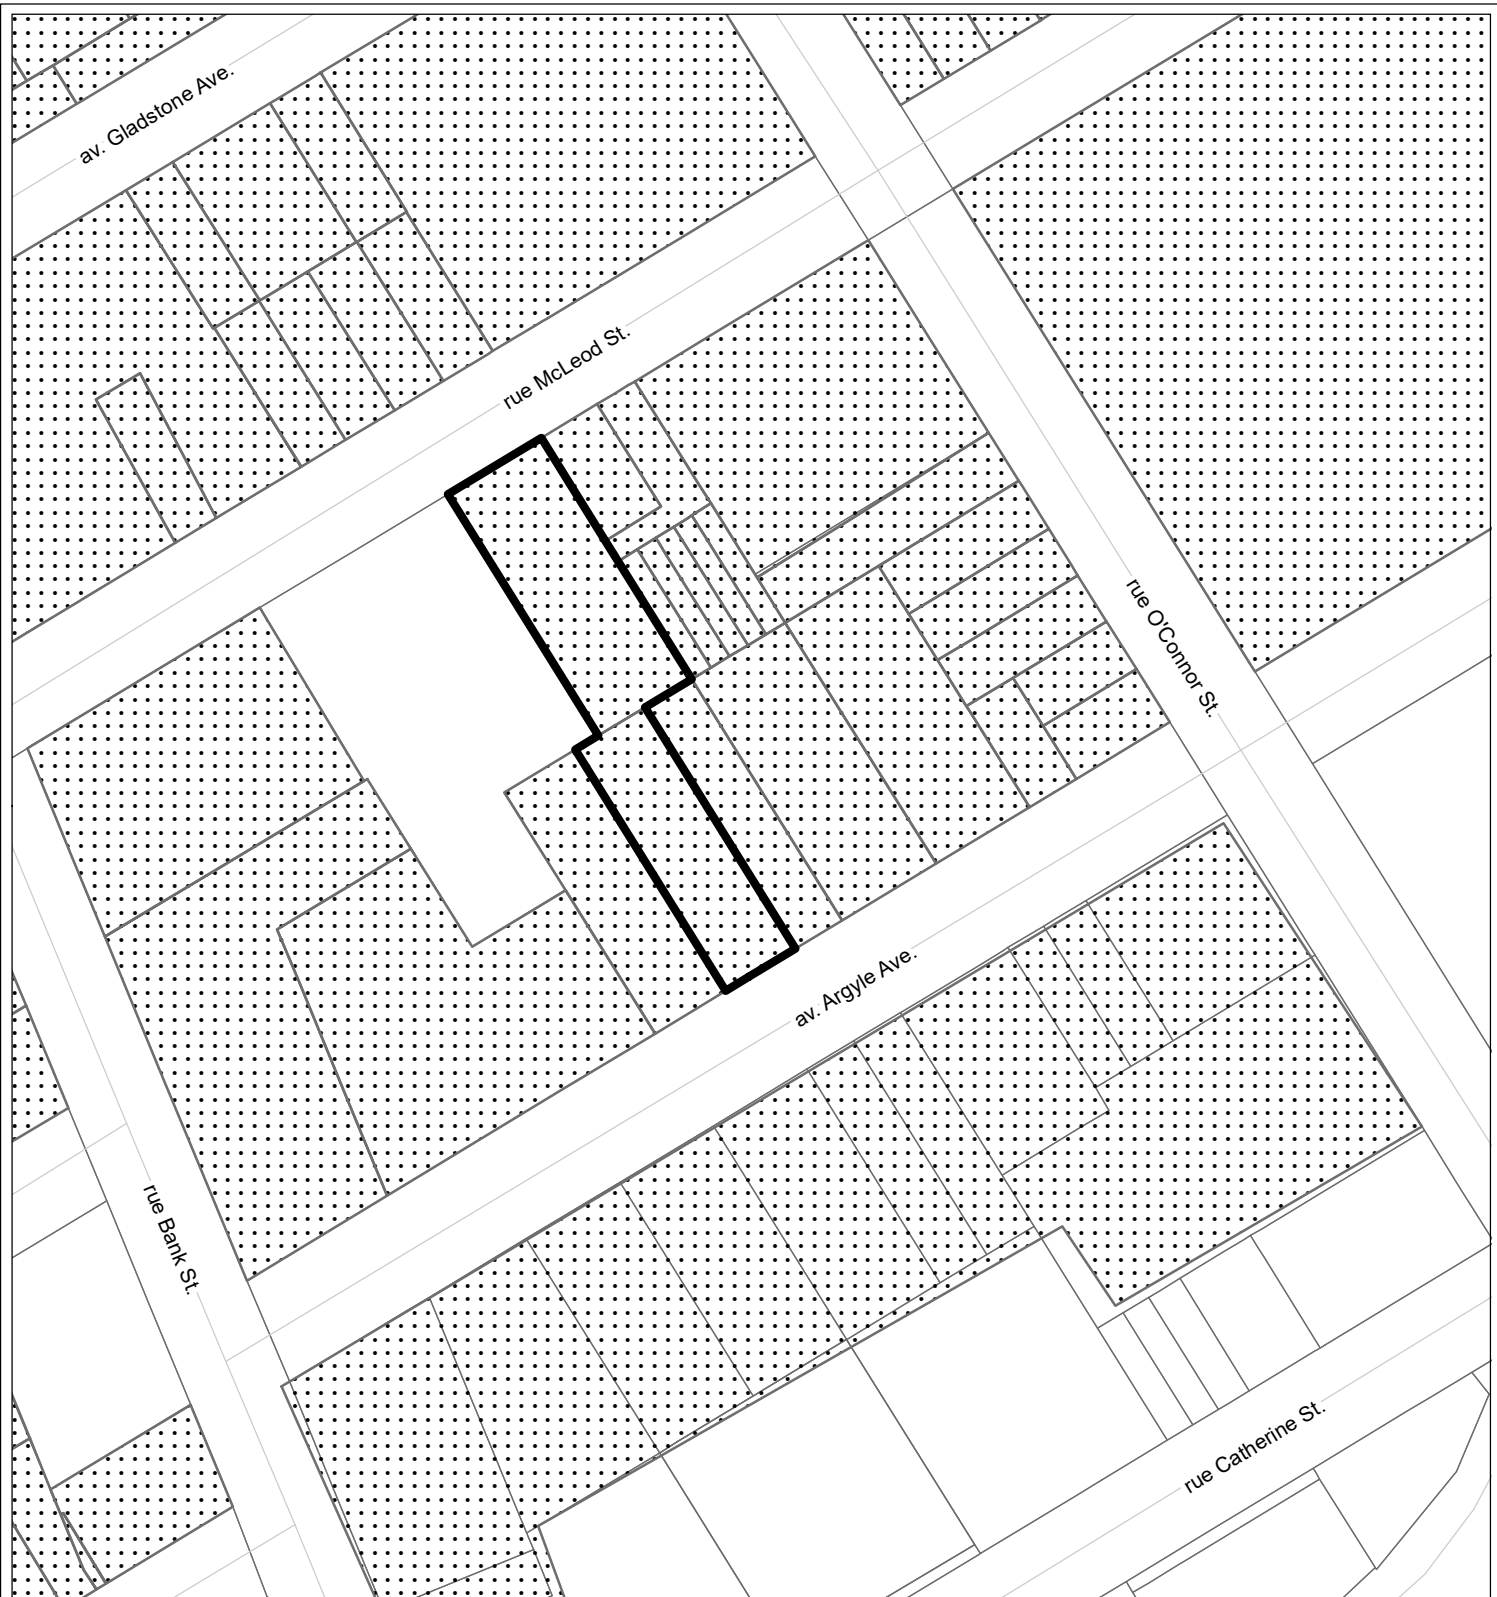 av. Gladstone Ave.
rue McLeod St.
rue O'Connor St.
av. Argyle Ave.
rue Bank St.
rue Catherine St.